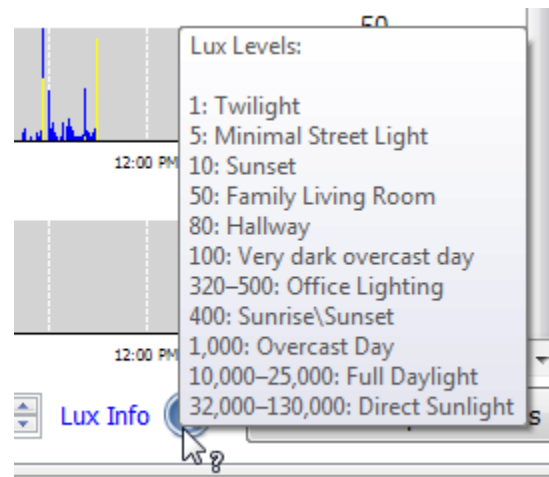 50
Lux Levels:
1: Twilight
5: Minimal Street Light
10: Sunset
50: Family Living Room
80: Hallway
100: Very dark overcast day
320–500: Office Lighting
400: Sunrise\Sunset
1,000: Overcast Day
10,000–25,000: Full Daylight
32,000–130,000: Direct Sunlight
12:00 PM
12:00 PM
Lux Info